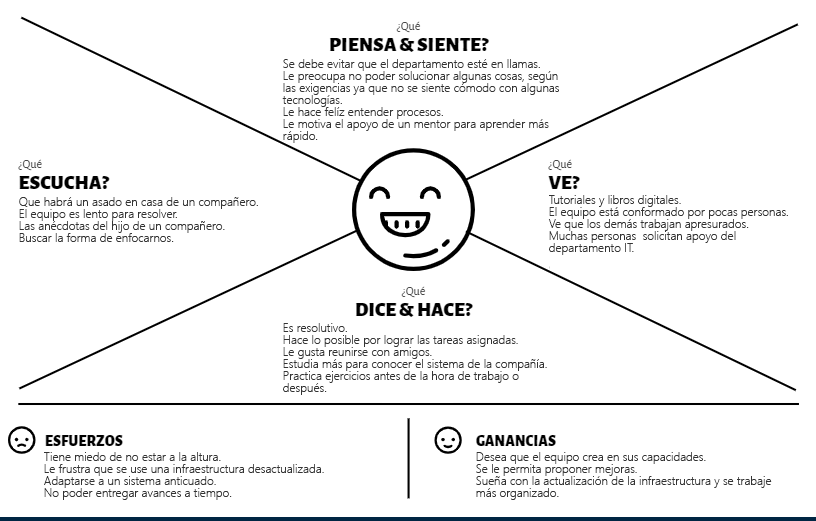 ¿Qué
PIENSA & SIENTE?
Se debe evitar que el departamento esté en llamas.
Le preocupa no poder solucionar algunas cosas, según
las exigencias ya que no se siente cómodo con algunas
tecnologías.
Le hace felíz entender procesos.
Le motiva el apoyo de un mentor para aprender más
rápido.
¿Qué
ESCUCHA?
Que habrá un asado en casa de un compañero.
El equipo es lento para resolver.
Las anécdotas del hijo de un compañero.
Buscar la forma de enfocarnos.
¿Qué
VE?
Tutoriales y libros digitales.
El equipo está conformado por pocas personas.
Ve que los demás trabajan apresurados.
Muchas personas solicitan apoyo del
departamento IT.
¿Qué
DICE & HACE?
Es resolutivo.
Hace lo posible por lograr las tareas asignadas.
Le gusta reunirse con amigos.
Estudia más para conocer el sistema de la compañía.
Practica ejercicios antes de la hora de trabajo o
después.
ESFUERZOS
Tiene miedo de no estar a la altura.
Le frustra que se use una infraestructura desactualizada.
Adaptarse a un sistema anticuado.
No poder entregar avances a tiempo.
GANANCIAS
Desea que el equipo crea en sus capacidades.
Se le permita proponer mejoras.
Sueña con la actualización de la infraestructura y se trabaje
más organizado.